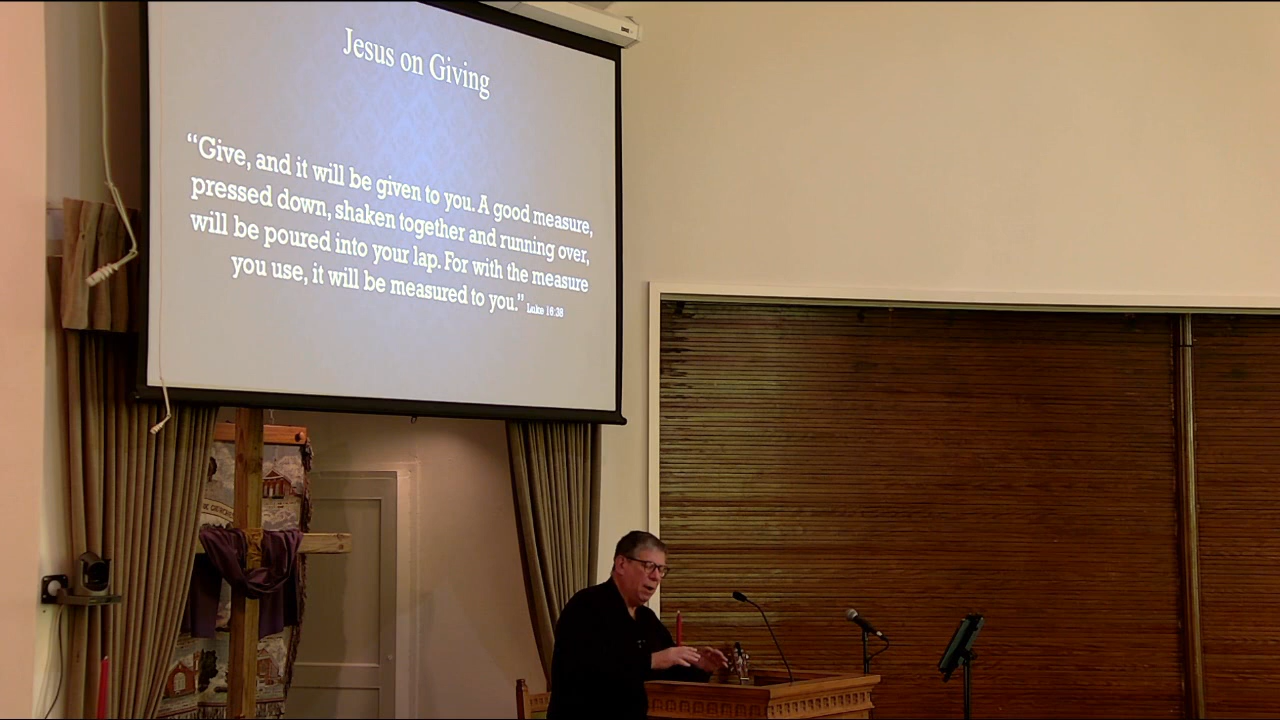 Jesus on Giving
“Give, and it will be given to you. A good measure,
pressed down, shaken together and running over,
will be poured into your lap. For with the measure
you use, it will be measured to you.” Luke 16:38